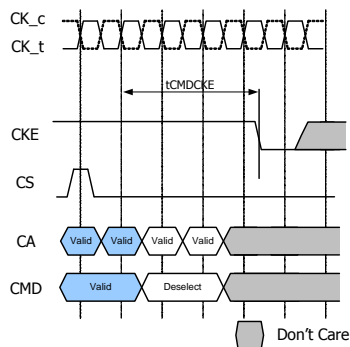 CK_c
CK_t
tCMDCKE
CKE
CS
CA
Valid Valid Valid Valid
CMD
Valid Deselect
Don't Care